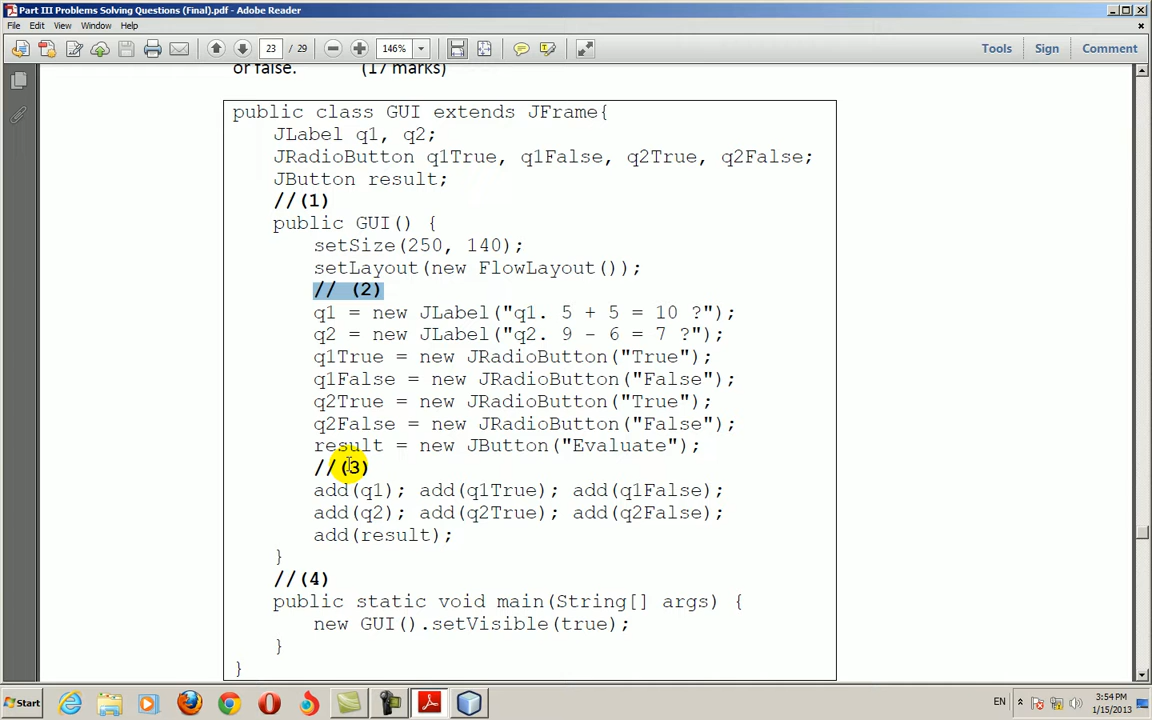 Part III Problems Solving Questions (Final).pdf - Adobe Reader
File Edit View Window Help
23 / 29 146% Tools Sign Comment
or false. (17 marks)
public class GUI extends JFrame{
JLabel q1, q2;
JRadioButton q1True, q1False, q2True, q2False;
JButton result;
//(1)
public GUI() {
setSize(250, 140);
setLayout(new FlowLayout());
// (2)
q1 = new JLabel("q1. 5 + 5 = 10 ?");
q2 = new JLabel("q2. 9 - 6 = 7 ?");
q1True = new JRadioButton("True");
q1False = new JRadioButton("False");
q2True = new JRadioButton("True");
q2False = new JRadioButton("False");
result = new JButton("Evaluate");
//(3)
add(q1); add(q1True); add(q1False);
add(q2); add(q2True); add(q2False);
add(result);
}
//(4)
public static void main(String[] args) {
new GUI().setVisible(true);
}
}
Start EN 3:54 PM
1/15/2013